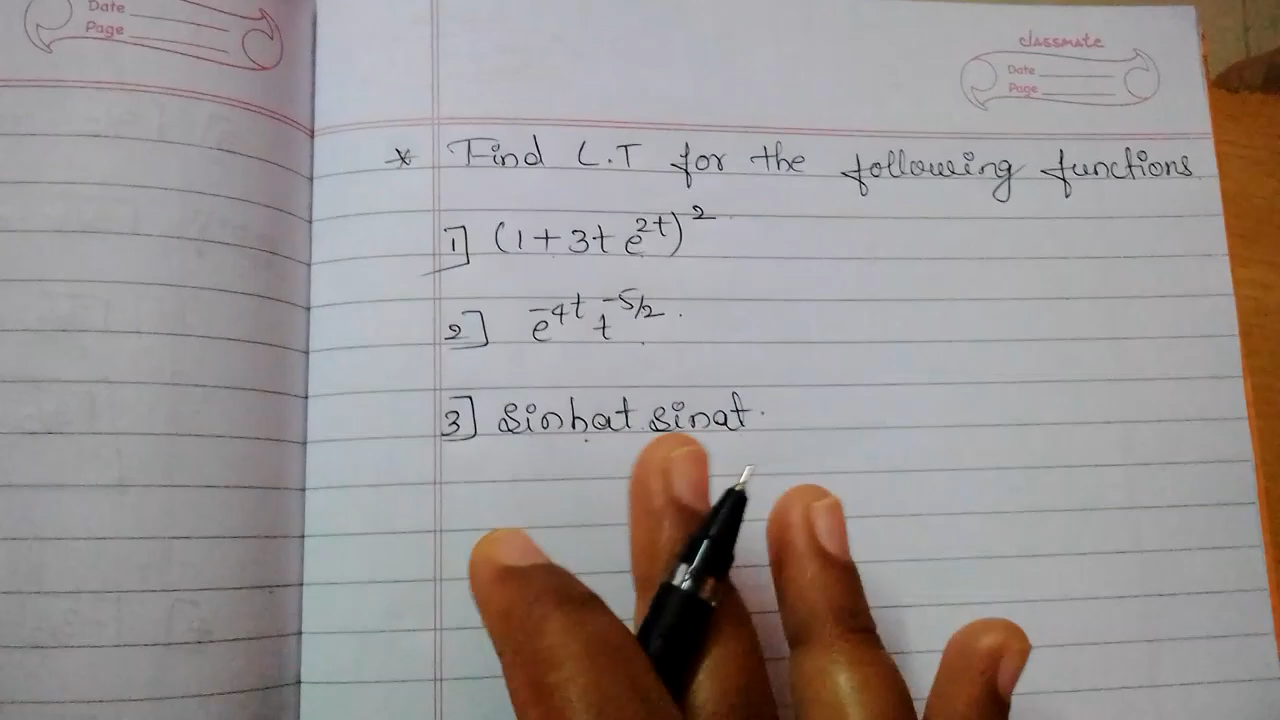 Date
Page
classmate
Date
Page
* Find L.T for the following functions
1] (1+3t e^2t)^2
2] e^-4t t^-5/2.
3] Sinhat sinat.